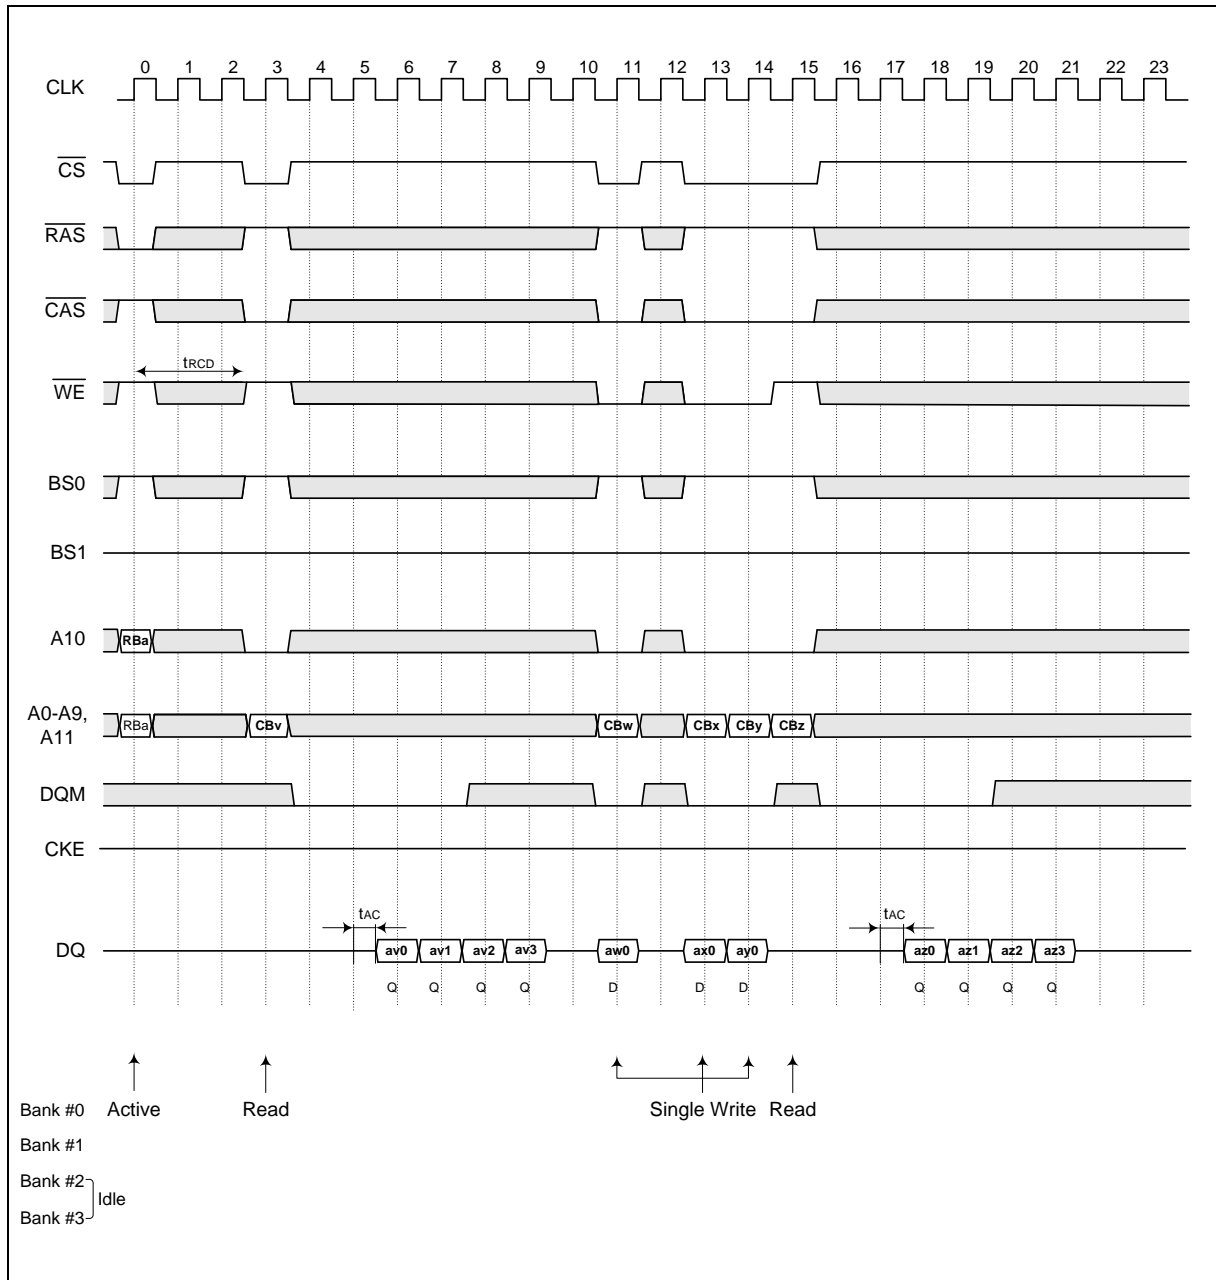 0 1 2 3 4 5 6 7 8 9 10 11 12 13 14 15 16 17 18 19 20 21 22 23
CLK
CS
RAS
CAS
tRCD
WE
BS0
BS1
A10 RBa
A0-A9,
A11
RBa CBv CBw CBx CBy CBz
DQM
CKE
tAC tAC
DQ av0 av1 av2 av3 aw0 ax0 ay0 az0 az1 az2 az3
Q Q Q Q D D D Q Q Q Q
Bank #0 Active Read Single Write Read
Bank #1
Bank #2
Idle
Bank #3